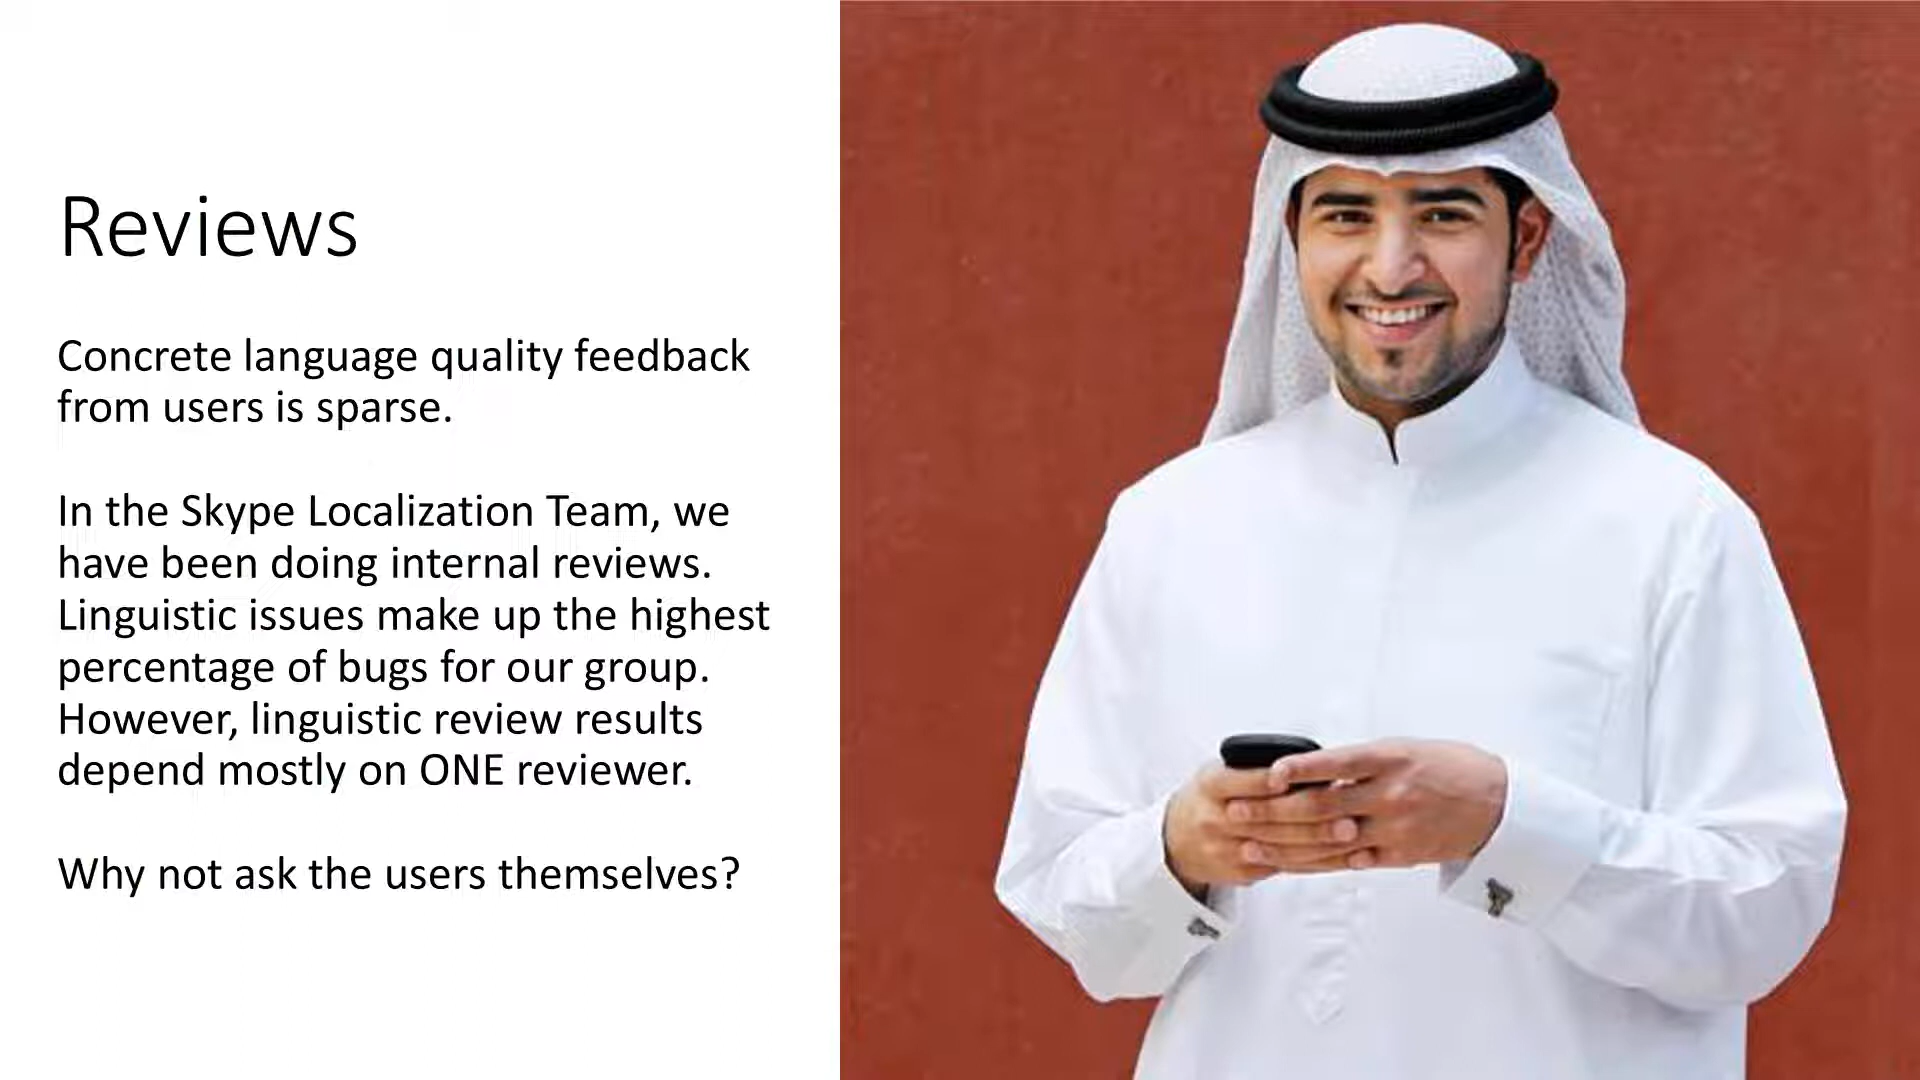 Reviews
Concrete language quality feedback
from users is sparse.
In the Skype Localization Team, we
have been doing internal reviews.
Linguistic issues make up the highest
percentage of bugs for our group.
However, linguistic review results
depend mostly on ONE reviewer.
Why not ask the users themselves?